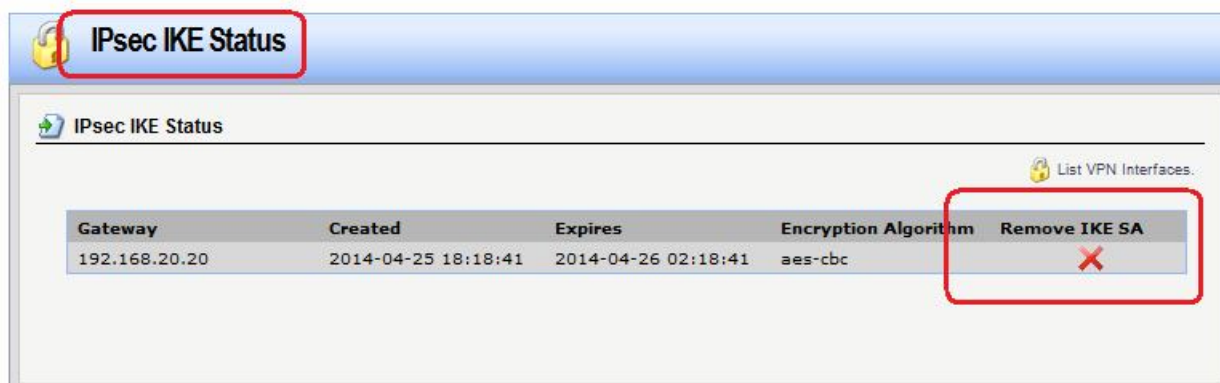 IPsec IKE Status
IPsec IKE Status
List VPN Interfaces.
Gateway Created Expires Encryption Algorithm Remove IKE SA
192.168.20.20 2014-04-25 18:18:41 2014-04-26 02:18:41 aes-cbc